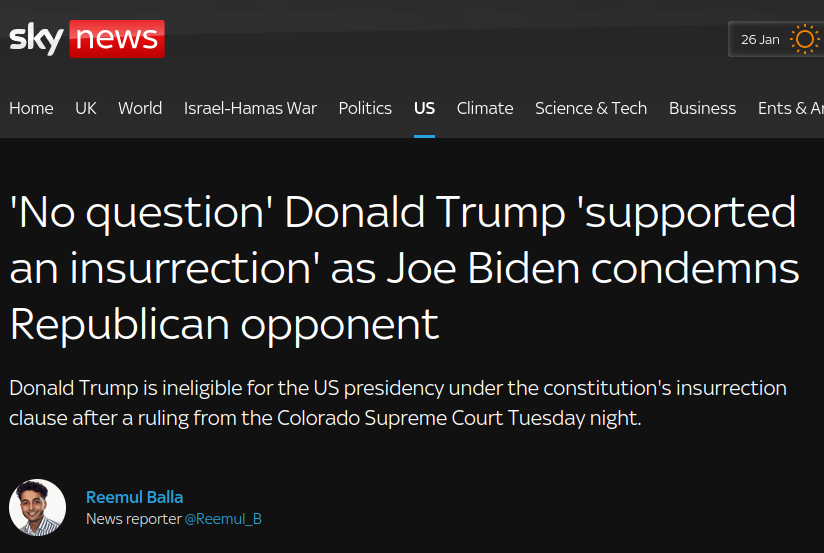 sky news
26 Jan
Home UK World Israel-Hamas War Politics US Climate Science & Tech Business Ents & Ar
'No question' Donald Trump 'supported
an insurrection' as Joe Biden condemns
Republican opponent
Donald Trump is ineligible for the US presidency under the constitution's insurrection
clause after a ruling from the Colorado Supreme Court Tuesday night.
Reemul Balla
News reporter @Reemul_B